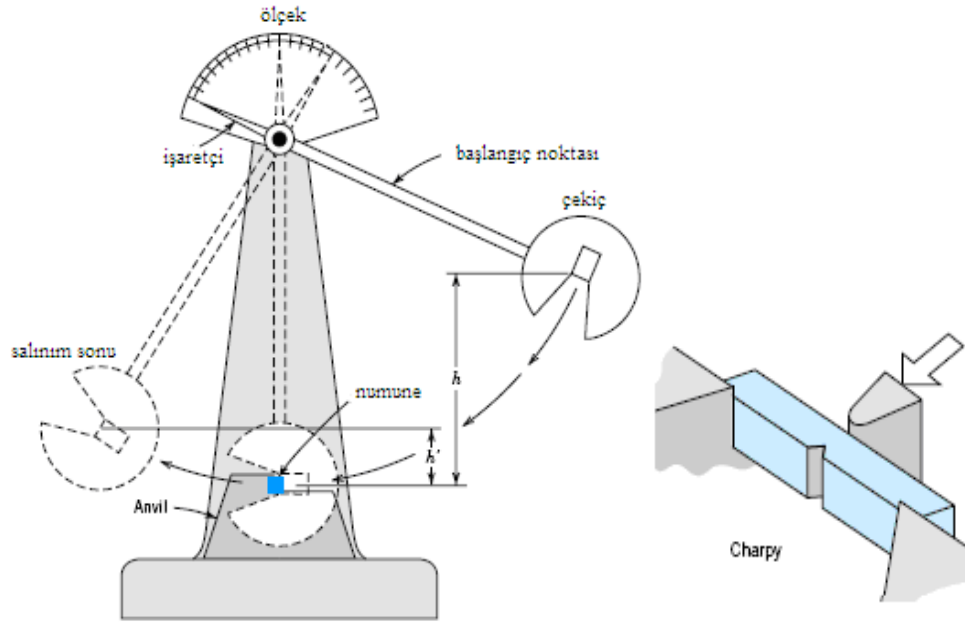 ölçek
işaretçi
başlangıç noktası
çekiç
salınım sonu
numune
h
h'
Anvil
Charpy